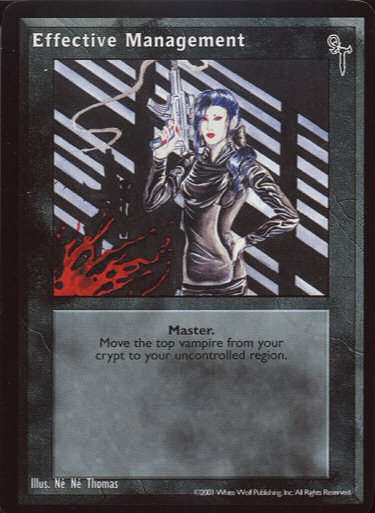 Effective Management
Master.
Move the top vampire from your
crypt to your uncontrolled region.
Illus. Né Né Thomas
©2001 White Wolf Publishing, Inc. All Rights Reserved.